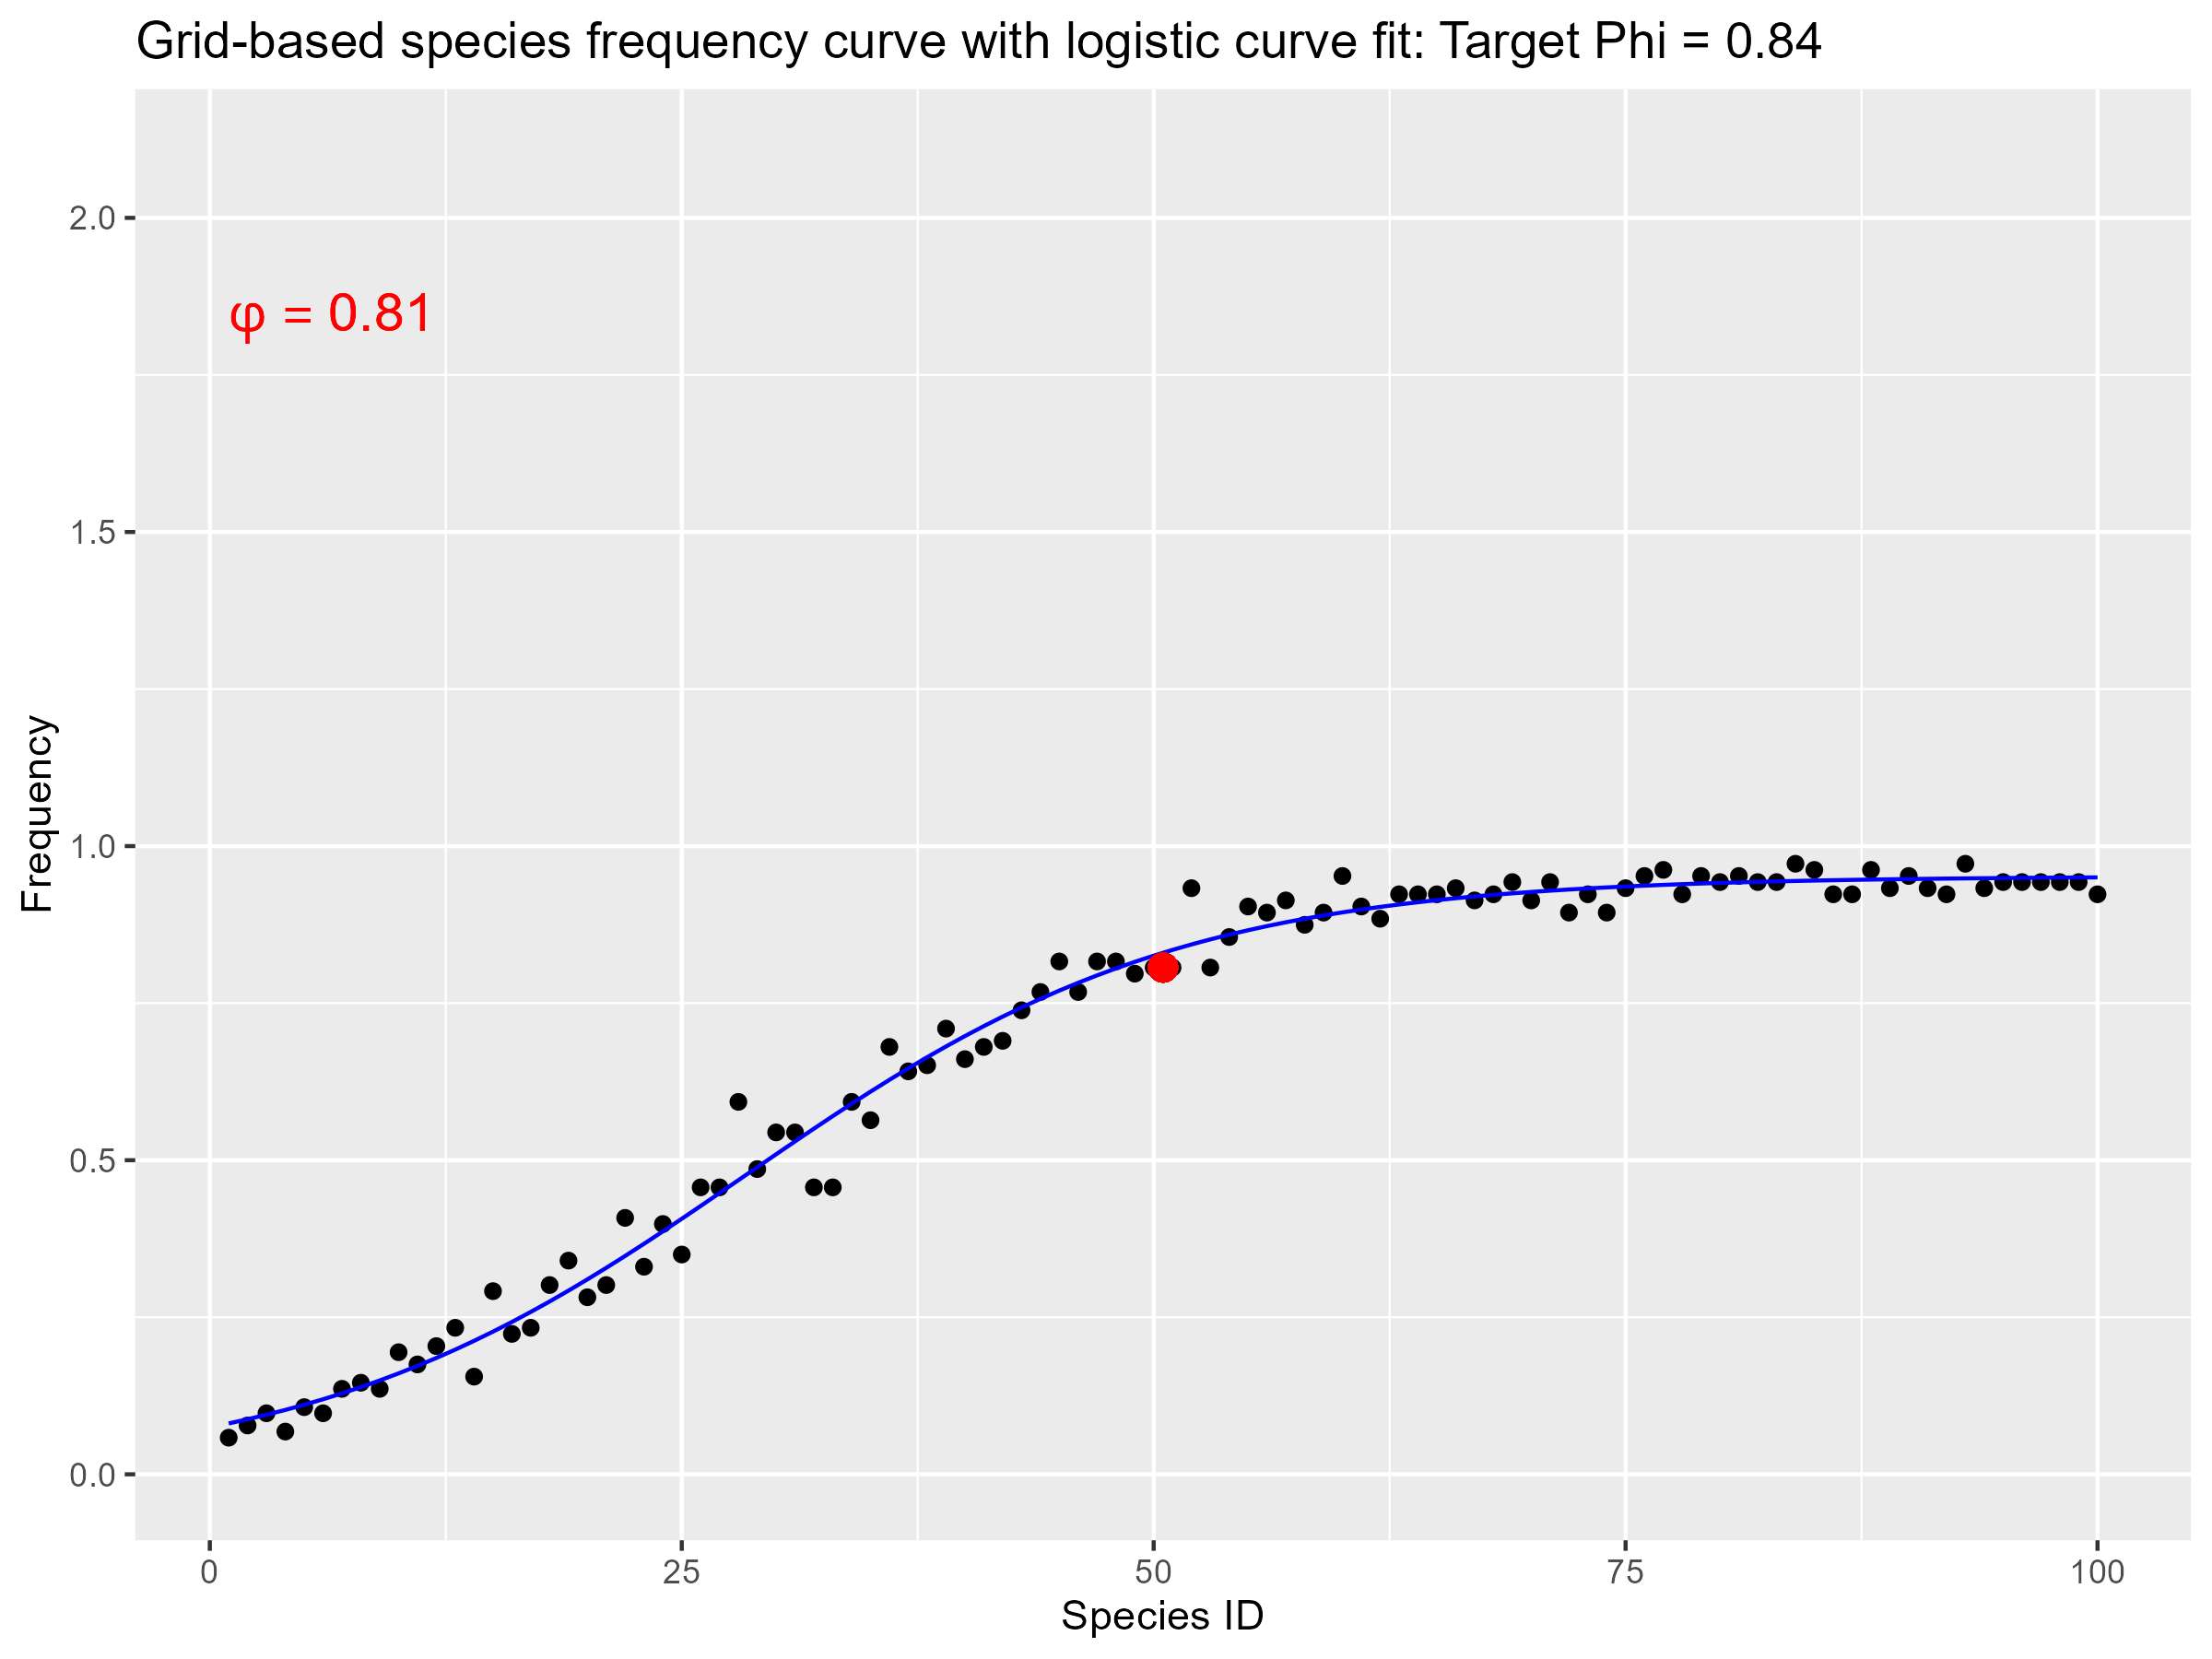 Grid-based species frequency curve with logistic curve fit: Target Phi = 0.84
2.0
φ = 0.81
1.5
Frequency
1.0
0.5
0.0
0 25 50 75 100
Species ID